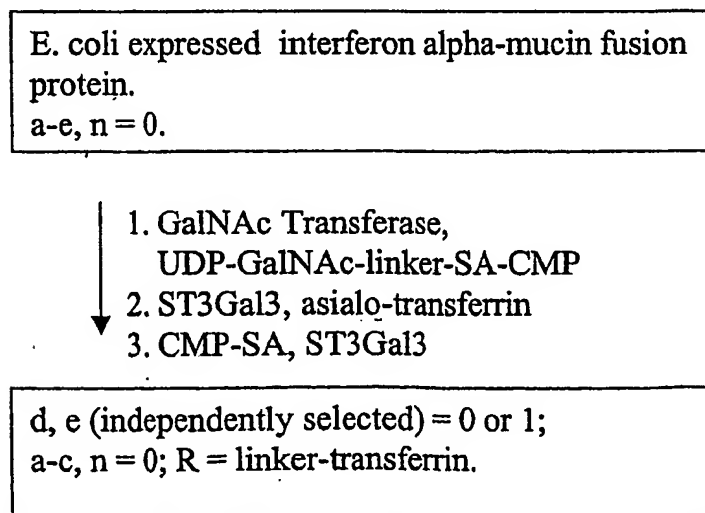 E. coli expressed interferon alpha-mucin fusion
protein.
a-e, n = 0.
1. GalNAc Transferase,
UDP-GalNAc-linker-SA-CMP
2. ST3Gal3, asialo-transferrin
3. CMP-SA, ST3Gal3
d, e (independently selected) = 0 or 1;
a-c, n = 0; R = linker-transferrin.